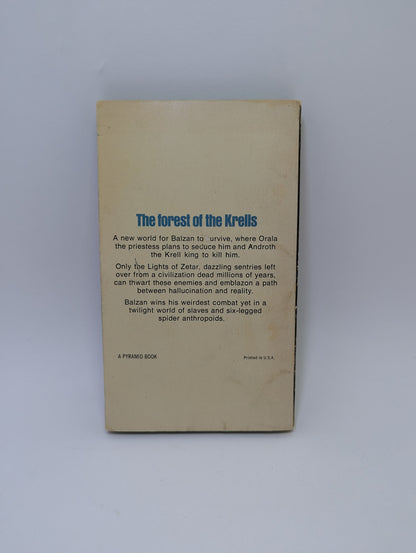 The forest of the Krells
A new world for Balzan to survive, where Orala
the priestess plans to seduce him and Androth
the Krell king to kill him.
Only the Lights of Zetar, dazzling sentries left
over from a civilization dead millions of years,
can thwart these enemies and emblazon a path
between hallucination and reality.
Balzan wins his weirdest combat yet in a
twilight world of slaves and six-legged
spider anthropoids.
A PYRAMID BOOK
Printed in U.S.A.